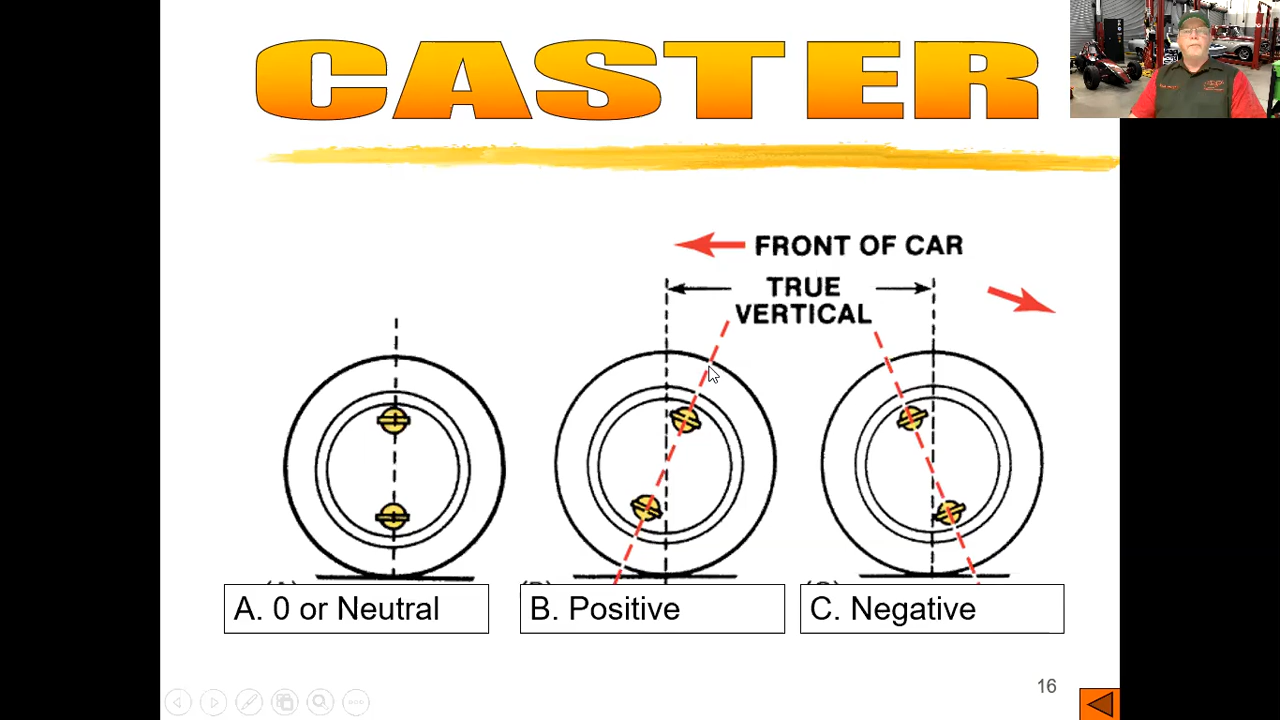 CASTER
FRONT OF CAR
TRUE
VERTICAL
A. 0 or Neutral
B. Positive
C. Negative
16